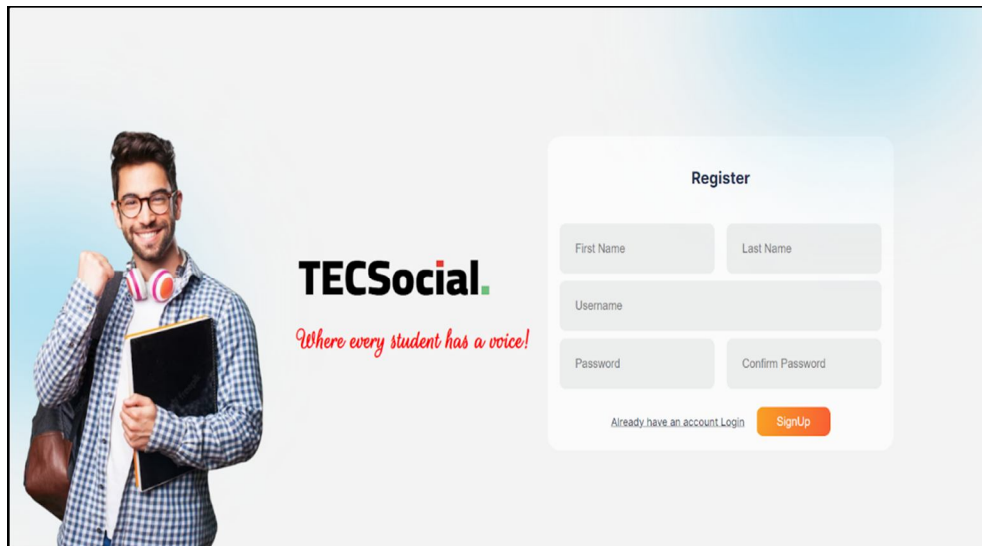 TECSocial.
Where every student has a voice!
Register
First Name
Last Name
Username
Password
Confirm Password
Already have an account Login
SignUp